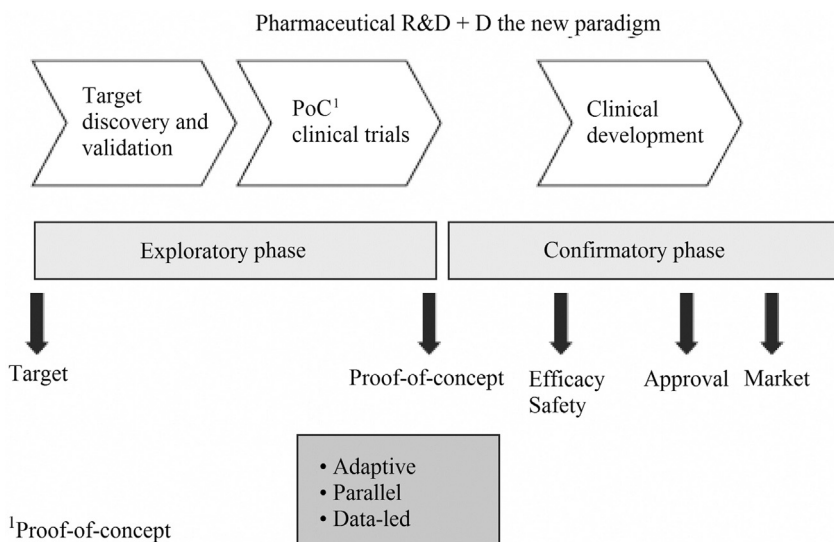 Pharmaceutical R&D + D the new paradigm
Target
discovery and
validation
PoC¹
clinical trials
Clinical
development
Exploratory phase
Confirmatory phase
Target
Proof-of-concept
Efficacy
Safety
Approval
Market
• Adaptive
• Parallel
• Data-led
¹Proof-of-concept